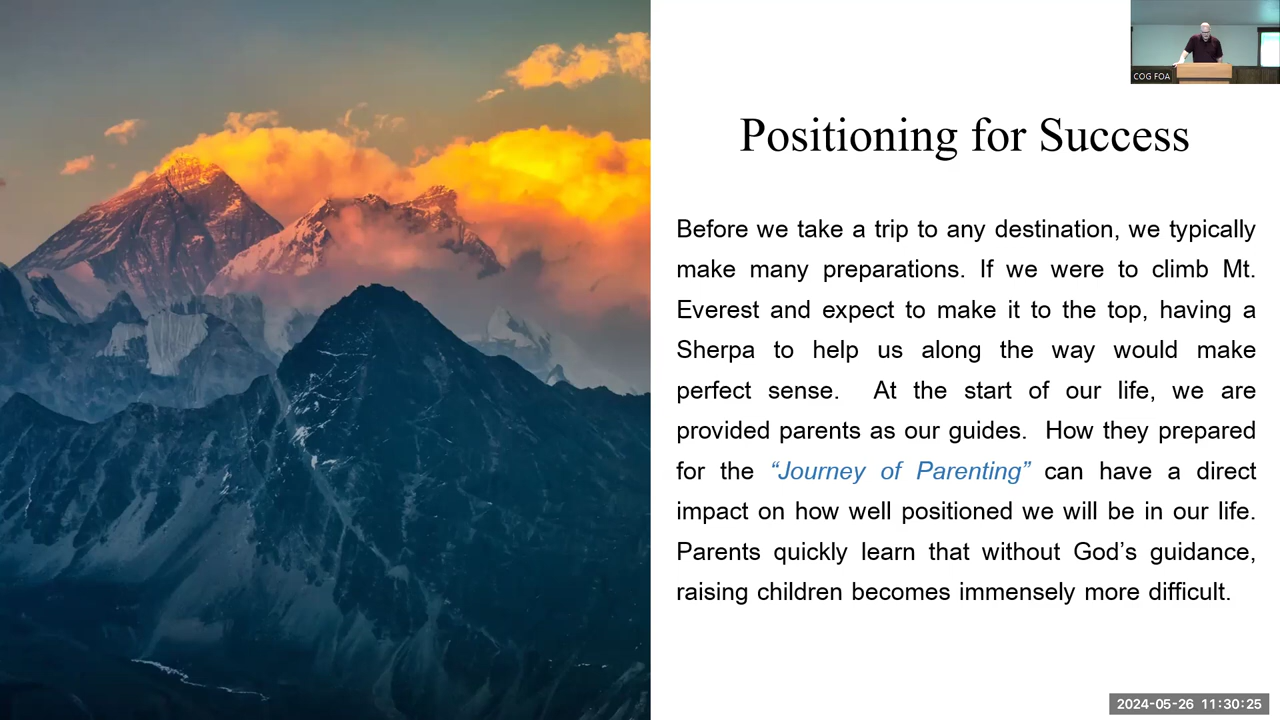 COG FOA
Positioning for Success
Before we take a trip to any destination, we typically
make many preparations. If we were to climb Mt.
Everest and expect to make it to the top, having a
Sherpa to help us along the way would make
perfect sense. At the start of our life, we are
provided parents as our guides. How they prepared
for the “Journey of Parenting” can have a direct
impact on how well positioned we will be in our life.
Parents quickly learn that without God’s guidance,
raising children becomes immensely more difficult.
2024-05-26 11:30:25